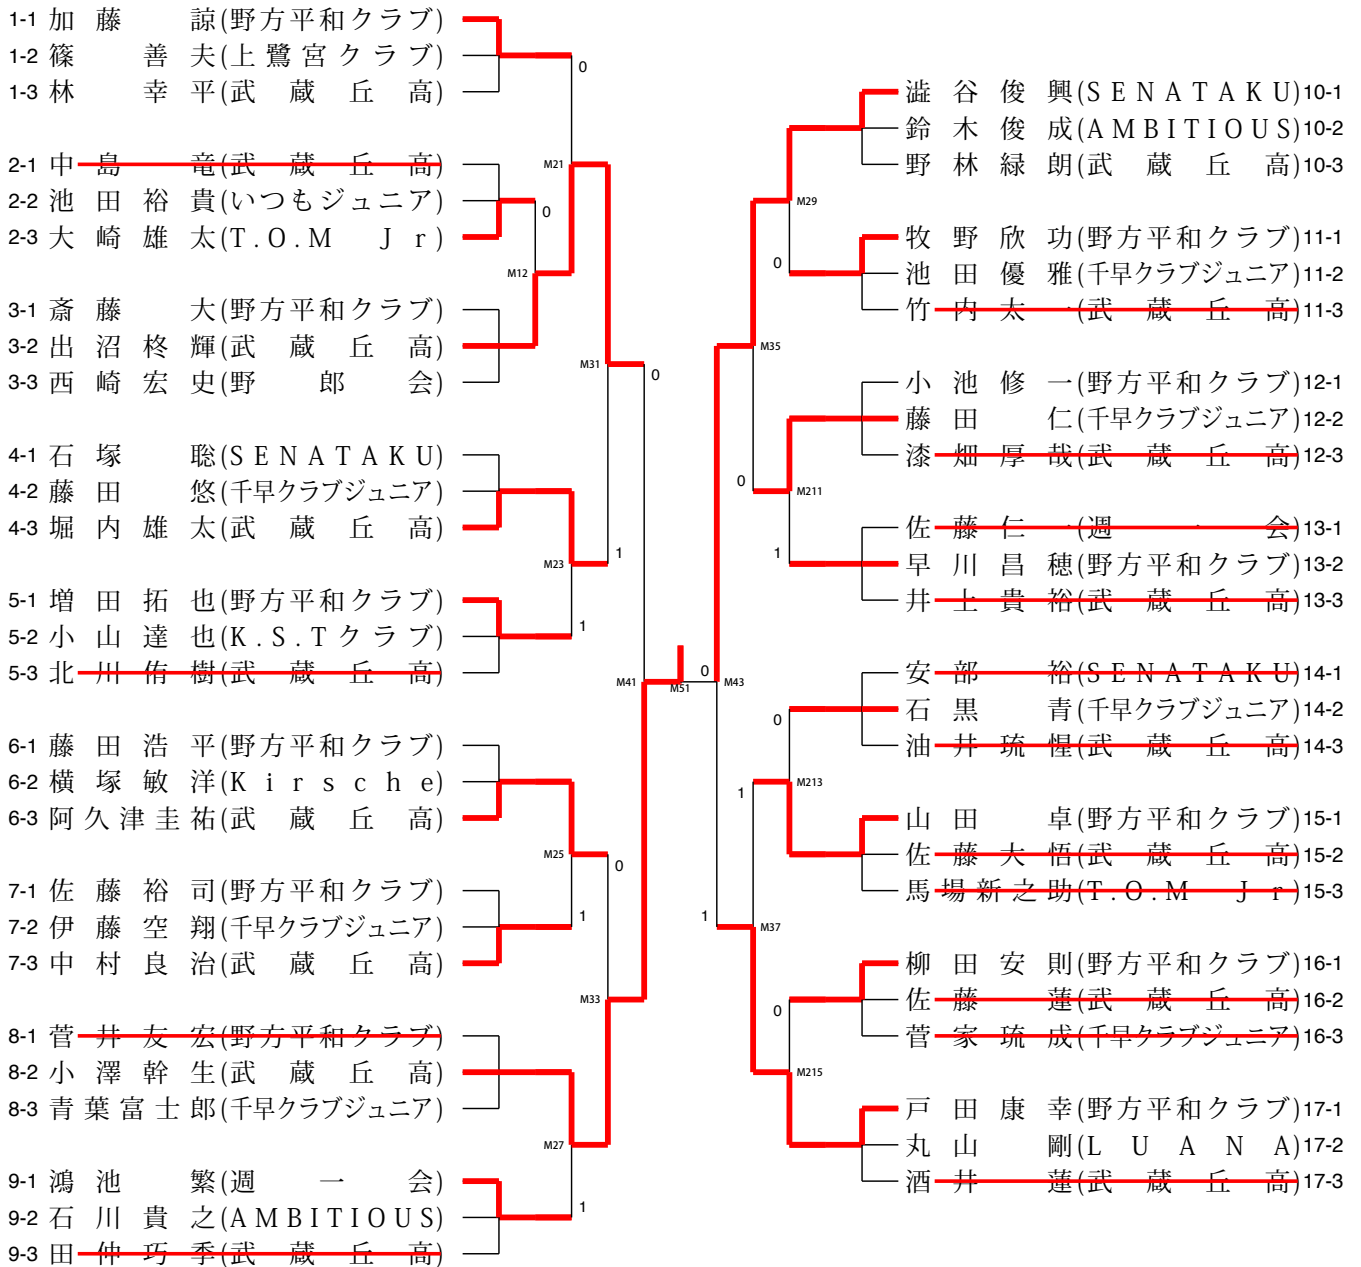 1-1 加藤 諒(野方平和クラブ)
1-2 篠 善夫(上鷺宮クラブ)
1-3 林 幸平(武蔵丘高)
2-1 中島 竜(武蔵丘高)
2-2 池田裕貴(いつもジュニア)
2-3 大崎雄太(T.O.M Jr)
3-1 斎藤 大(野方平和クラブ)
3-2 出沼柊輝(武蔵丘高)
3-3 西崎宏史(野郎会)
4-1 石塚 聡(SENATAKU)
4-2 藤田 悠(千早クラブジュニア)
4-3 堀内雄太(武蔵丘高)
5-1 増田拓也(野方平和クラブ)
5-2 小山達也(K.S.Tクラブ)
5-3 北川侑樹(武蔵丘高)
6-1 藤田浩平(野方平和クラブ)
6-2 横塚敏洋(Kirsche)
6-3 阿久津圭祐(武蔵丘高)
7-1 佐藤裕司(野方平和クラブ)
7-2 伊藤空翔(千早クラブジュニア)
7-3 中村良治(武蔵丘高)
8-1 菅井友宏(野方平和クラブ)
8-2 小澤幹生(武蔵丘高)
8-3 青葉富士郎(千早クラブジュニア)
9-1 鴻池 繁(週一会)
9-2 石川貴之(AMBITIOUS)
9-3 田仲巧季(武蔵丘高)
0
M21
0
M12
M31
0
M23
1
1
M41
M25
0
1
M33
M27
1
M51
0
M43
M29
0
M35
0
M211
1
0
M213
1
1
M37
0
M215
澁谷俊興(SENATAKU)10-1
鈴木俊成(AMBITIOUS)10-2
野林緑朗(武蔵丘高)10-3
牧野欣功(野方平和クラブ)11-1
池田優雅(千早クラブジュニア)11-2
竹内太一(武蔵丘高)11-3
小池修一(野方平和クラブ)12-1
藤田 仁(千早クラブジュニア)12-2
漆畑厚哉(武蔵丘高)12-3
佐藤仁一(週一会)13-1
早川昌穂(野方平和クラブ)13-2
井上貴裕(武蔵丘高)13-3
安部 裕(SENATAKU)14-1
石黒 青(千早クラブジュニア)14-2
油井琉惺(武蔵丘高)14-3
山田 卓(野方平和クラブ)15-1
佐藤大悟(武蔵丘高)15-2
馬場新之助(T.O.M Jr)15-3
柳田安則(野方平和クラブ)16-1
佐藤 蓮(武蔵丘高)16-2
菅家琉成(千早クラブジュニア)16-3
戸田康幸(野方平和クラブ)17-1
丸山 剛(LUANA)17-2
酒井 蓮(武蔵丘高)17-3